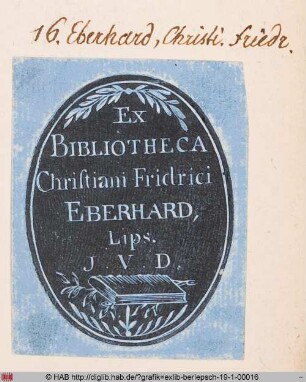 16. Eberhard, Christi. Friedr.
EX
BIBLIOTHECA
Chriſtiani Fridrici
EBERHARD,
LIPS.
J. V. D.
© HAB http://diglib.hab.de/?grafik=exlib-berlepsch-19-1-00016